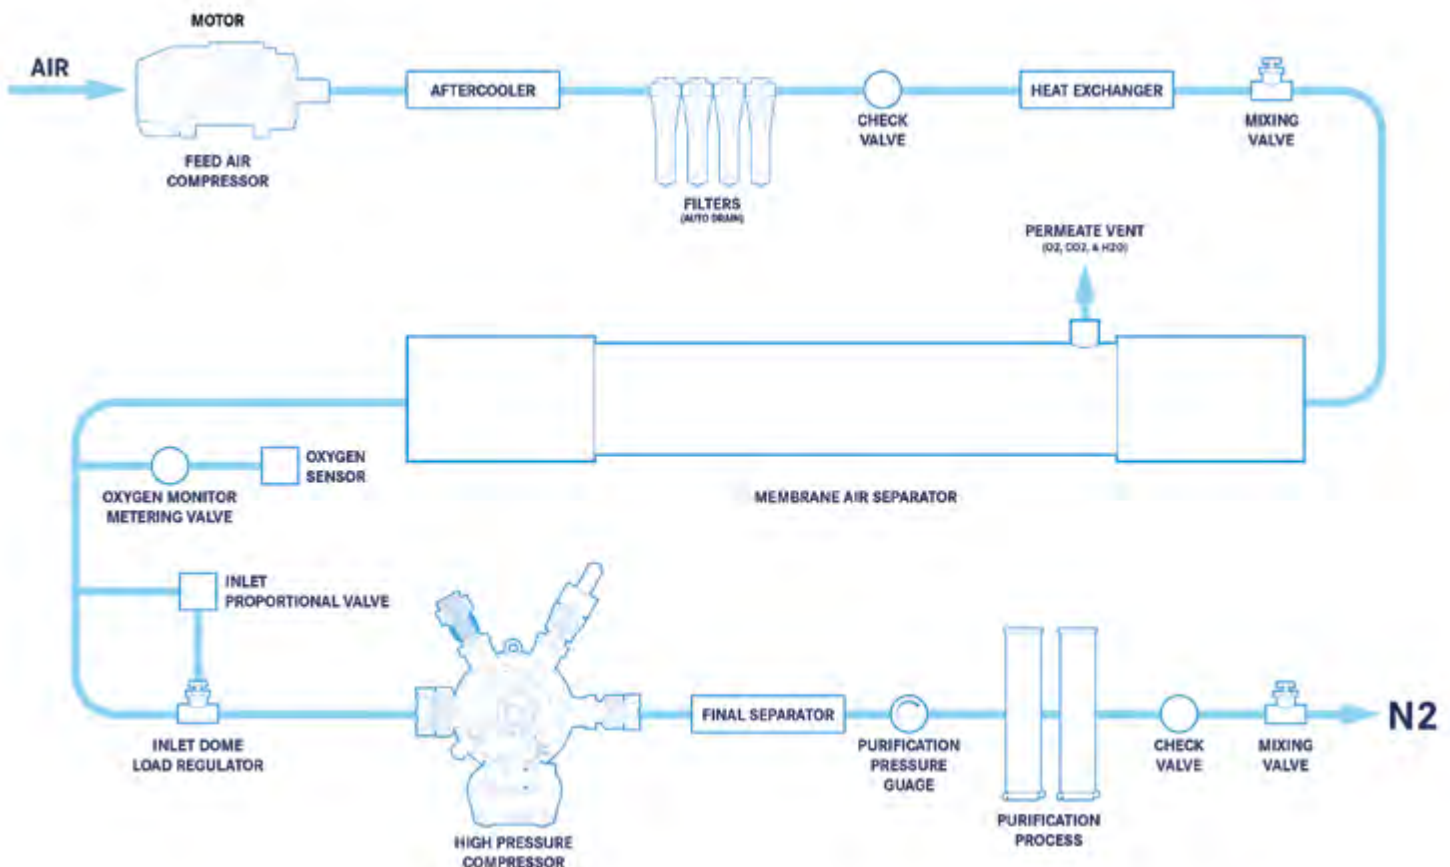 MOTOR
AIR
AFTERCOOLER
HEAT EXCHANGER
CHECK
VALVE
MIXING
VALVE
FEED AIR
COMPRESSOR
FILTERS
(AUTO DRAIN)
PERMEATE VENT
(O2, CO2, & H2O)
OXYGEN
SENSOR
OXYGEN MONITOR
METERING VALVE
MEMBRANE AIR SEPARATOR
INLET
PROPORTIONAL VALVE
FINAL SEPARATOR
N2
INLET DOME
LOAD REGULATOR
PURIFICATION
PRESSURE
GUAGE
CHECK
VALVE
MIXING
VALVE
PURIFICATION
PROCESS
HIGH PRESSURE
COMPRESSOR